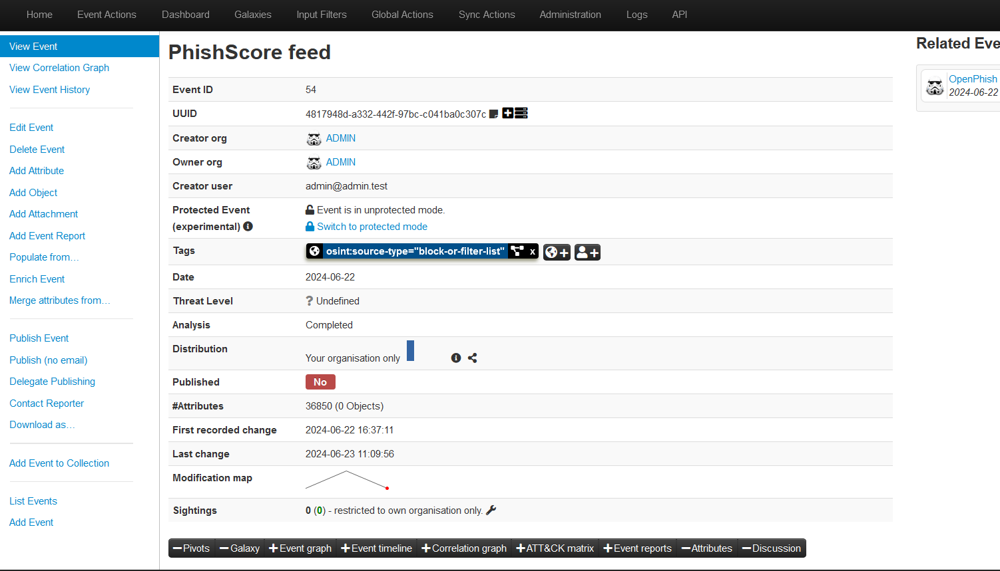 Home Event Actions Dashboard Galaxies Input Filters Global Actions Sync Actions Administration Logs API
View Event
View Correlation Graph
View Event History
Edit Event
Delete Event
Add Attribute
Add Object
Add Attachment
Add Event Report
Populate from…
Enrich Event
Merge attributes from…
Publish Event
Publish (no email)
Delegate Publishing
Contact Reporter
Download as…
Add Event to Collection
List Events
Add Event
PhishScore feed
Event ID 54
UUID 4817948d-a332-442f-97bc-c041ba0c307c
Creator org ADMIN
Owner org ADMIN
Creator user admin@admin.test
Protected Event Event is in unprotected mode.
(experimental) Switch to protected mode
Tags osint:source-type="block-or-filter-list" x
Date 2024-06-22
Threat Level ? Undefined
Analysis Completed
Distribution Your organisation only
Published No
#Attributes 36850 (0 Objects)
First recorded change 2024-06-22 16:37:11
Last change 2024-06-23 11:09:56
Modification map
Sightings 0 (0) - restricted to own organisation only.
Pivots Galaxy Event graph Event timeline Correlation graph ATT&CK matrix Event reports Attributes Discussion
Related Eve
OpenPhish
2024-06-22